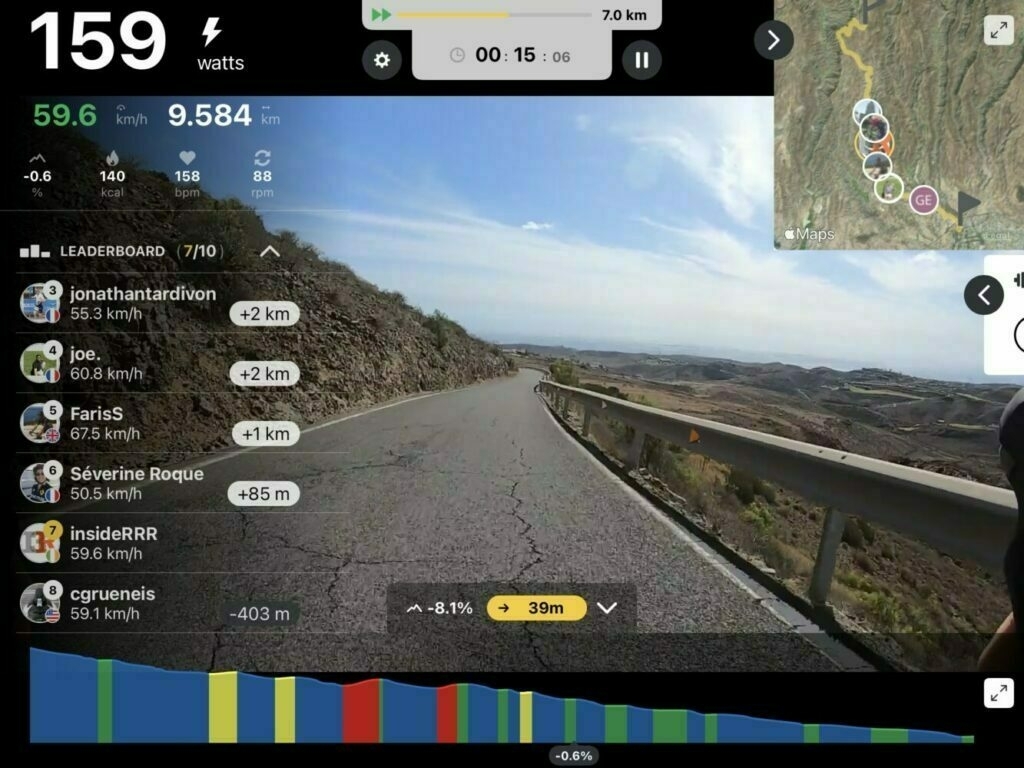 159
watts
7.0 km
00: 15 : 06
59.6 km/h 9.584 km
-0.6 140 158 88
% kcal bpm rpm
Maps
Legal
GE
LEADERBOARD (7/10)
3 jonathantardivon
55.3 km/h +2 km
4 joe.
60.8 km/h +2 km
5 FarisS
67.5 km/h +1 km
6 Séverine Roque
50.5 km/h +85 m
7 insideRRR
59.6 km/h
8 cgrueneis
59.1 km/h -403 m
-8.1% → 39m
-0.6%